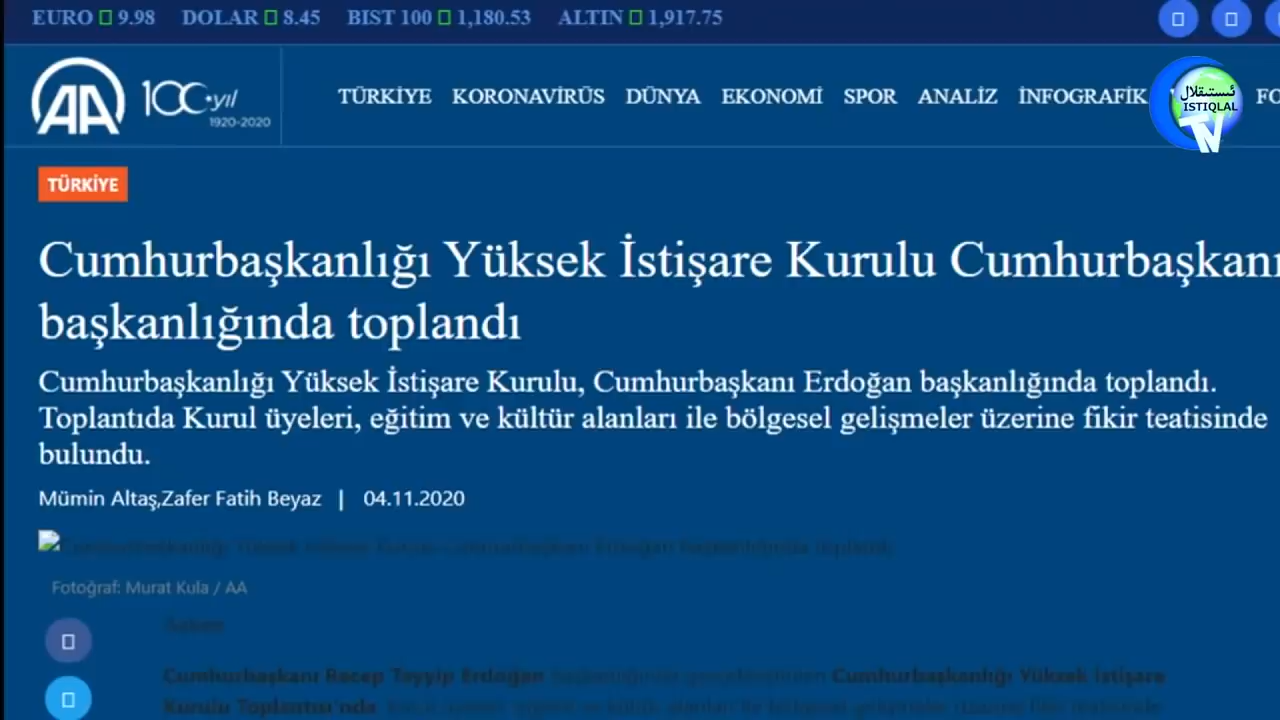 EURO 9.98 DOLAR 8.45 BIST 100 1,180.53 ALTIN 1,917.75
AA 100.yıl
1920-2020
TÜRKİYE KORONAVİRÜS DÜNYA EKONOMİ SPOR ANALİZ İNFOGRAFİK FO
ئىستىقلال
ISTIQLAL
TV
TÜRKİYE
Cumhurbaşkanlığı Yüksek İstişare Kurulu Cumhurbaşkanı
başkanlığında toplandı
Cumhurbaşkanlığı Yüksek İstişare Kurulu, Cumhurbaşkanı Erdoğan başkanlığında toplandı.
Toplantıda Kurul üyeleri, eğitim ve kültür alanları ile bölgesel gelişmeler üzerine fikir teatisinde
bulundu.
Mümin Altaş,Zafer Fatih Beyaz | 04.11.2020
Fotoğraf: Murat Kula / AA
Cumhurbaşkanı Recep Tayyip Erdoğan Cumhurbaşkanlığı Yüksek İstişare
Kurulu Toplantısı'nda